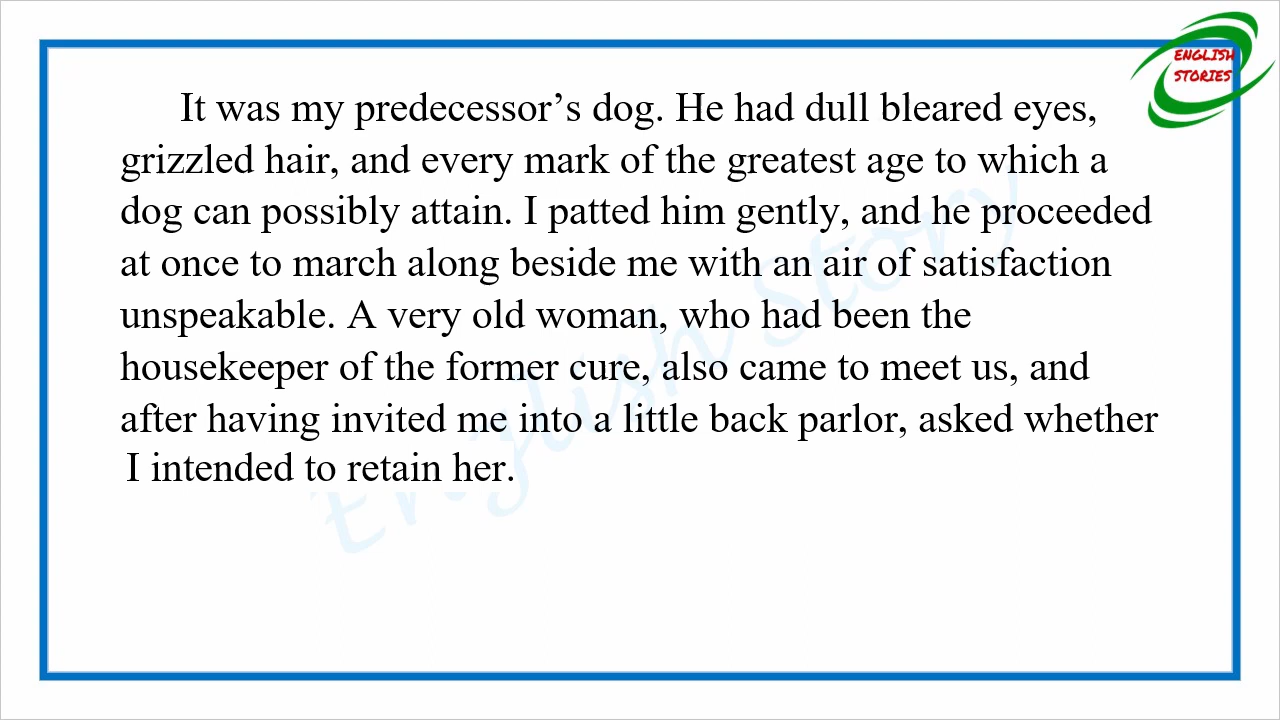 ENGLISH
STORIES
It was my predecessor’s dog. He had dull bleared eyes,
grizzled hair, and every mark of the greatest age to which a
dog can possibly attain. I patted him gently, and he proceeded
at once to march along beside me with an air of satisfaction
unspeakable. A very old woman, who had been the
housekeeper of the former cure, also came to meet us, and
after having invited me into a little back parlor, asked whether
I intended to retain her.
English Story